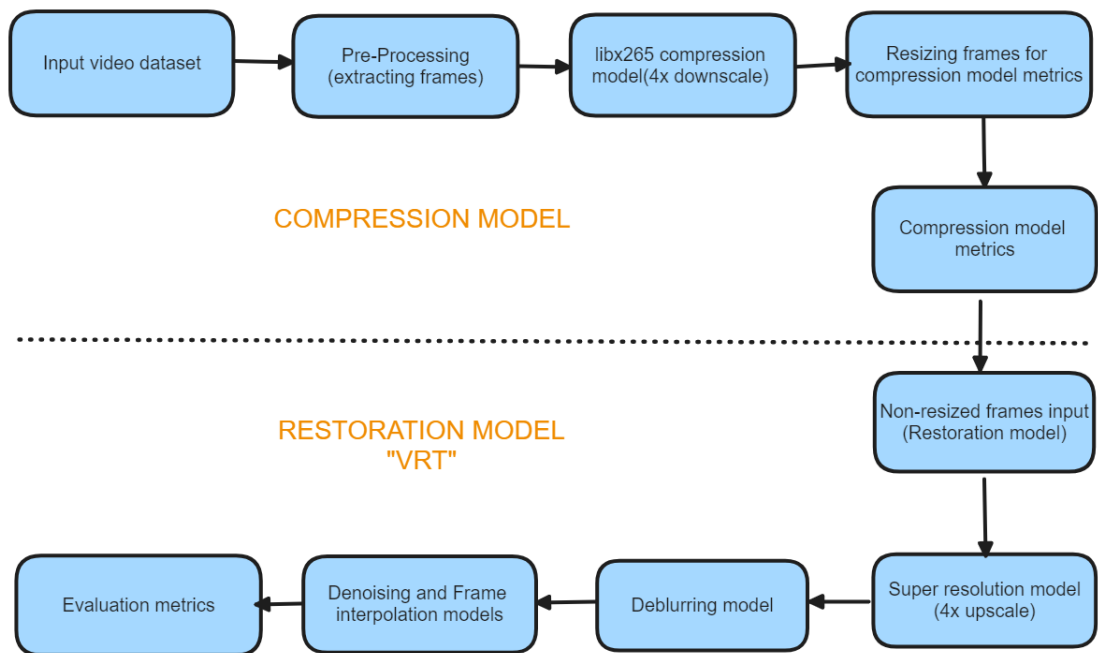 Input video dataset
Pre-Processing
(extracting frames)
libx265 compression
model(4x downscale)
Resizing frames for
compression model metrics
COMPRESSION MODEL
Compression model
metrics
Non-resized frames input
(Restoration model)
RESTORATION MODEL
"VRT"
Super resolution model
(4x upscale)
Deblurring model
Denoising and Frame
interpolation models
Evaluation metrics